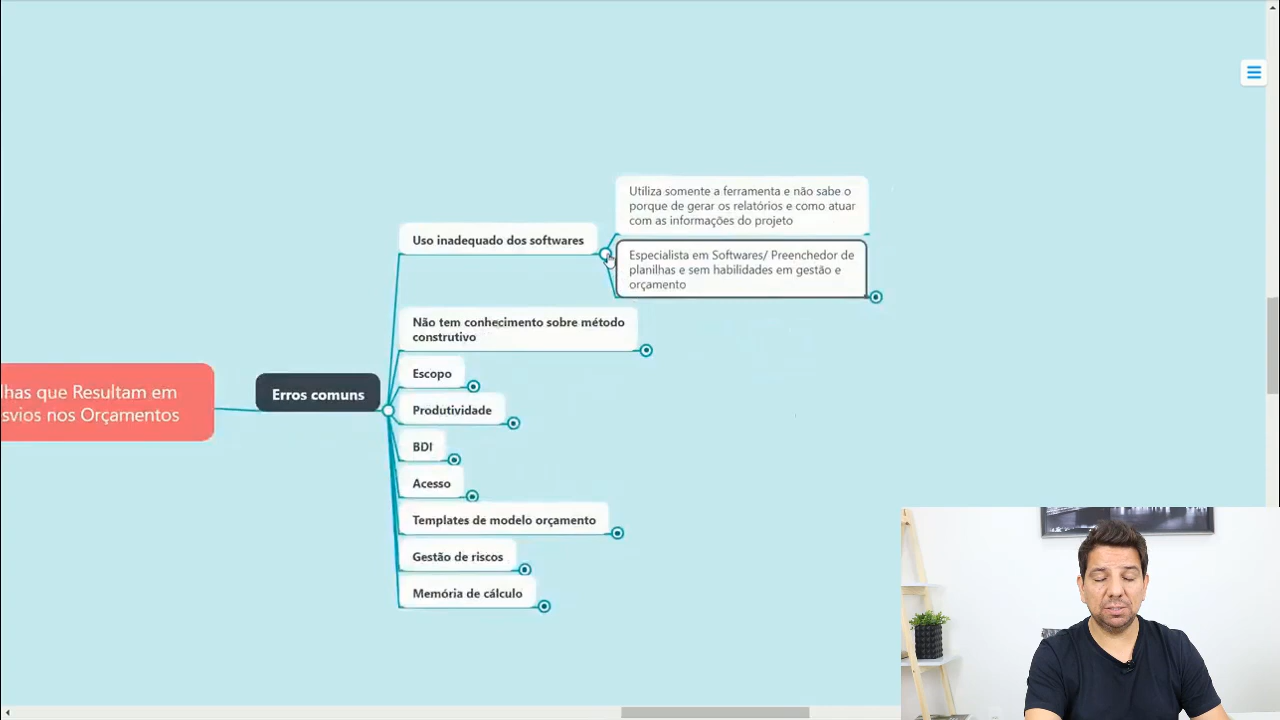 Utiliza somente a ferramenta e não sabe o
porque de gerar os relatórios e como atuar
com as informações do projeto
Uso inadequado dos softwares
Especialista em Softwares/ Preenchedor de
planilhas e sem habilidades em gestão e
orçamento
Não tem conhecimento sobre método
construtivo
Escopo
lhas que Resultam em
svios nos Orçamentos
Erros comuns
Produtividade
BDI
Acesso
Templates de modelo orçamento
Gestão de riscos
Memória de cálculo